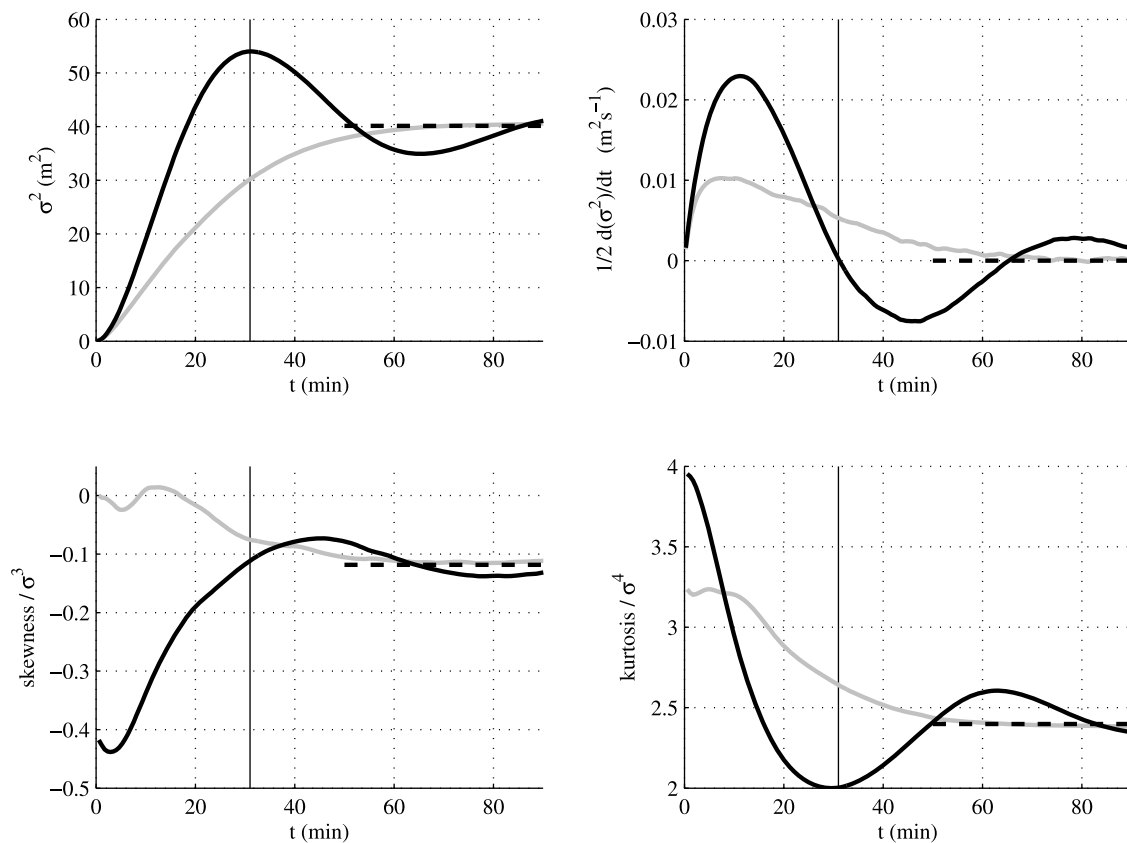 60
50
40
30
20
10
0
0 20 40 60 80
t (min)
σ² (m²)
0.03
0.02
0.01
0
−0.01
0 20 40 60 80
t (min)
1/2 d(σ²)/dt (m²s⁻¹)
0
−0.1
−0.2
−0.3
−0.4
−0.5
0 20 40 60 80
t (min)
skewness / σ³
4
3.5
3
2.5
2
0 20 40 60 80
t (min)
kurtosis / σ⁴